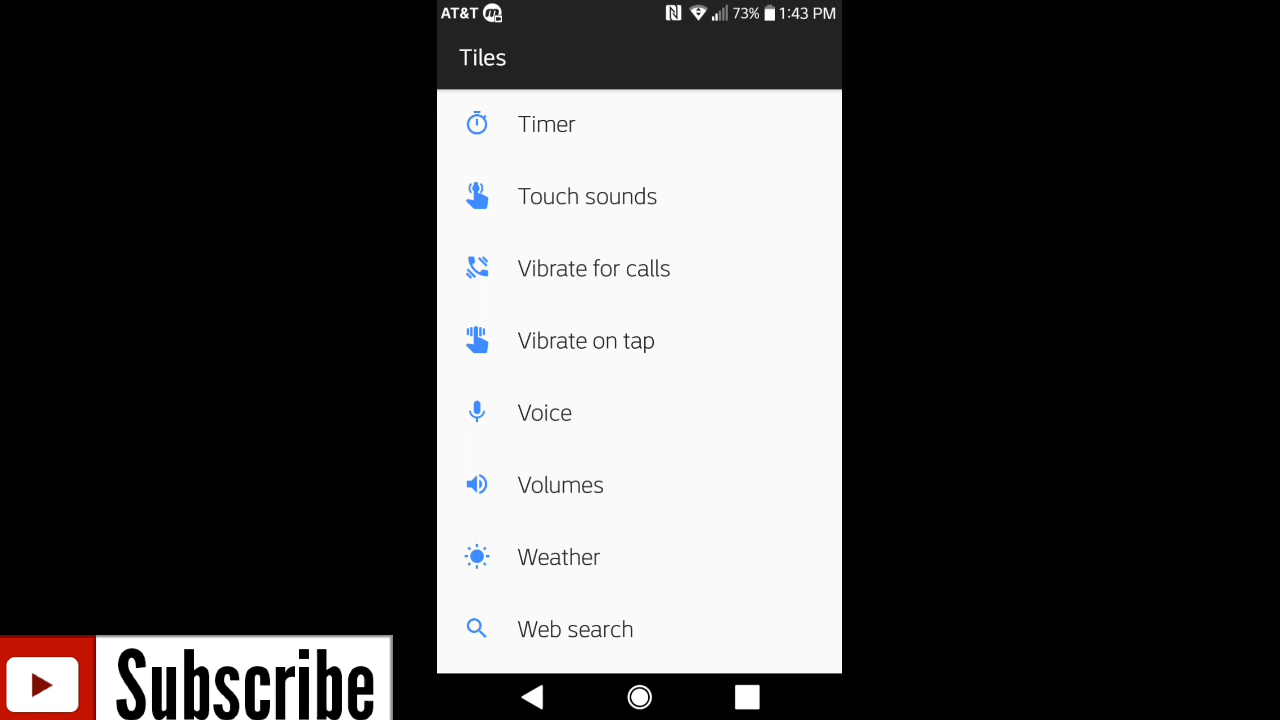 AT&T 73% 1:43 PM
Tiles
Timer
Touch sounds
Vibrate for calls
Vibrate on tap
Voice
Volumes
Weather
Web search
Subscribe